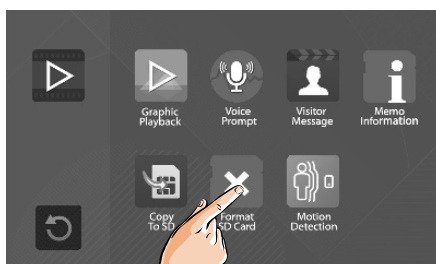 Graphic
Playback
Voice
Prompt
Visitor
Message
Memo
Information
Copy
To SD
Format
SD Card
Motion
Detection